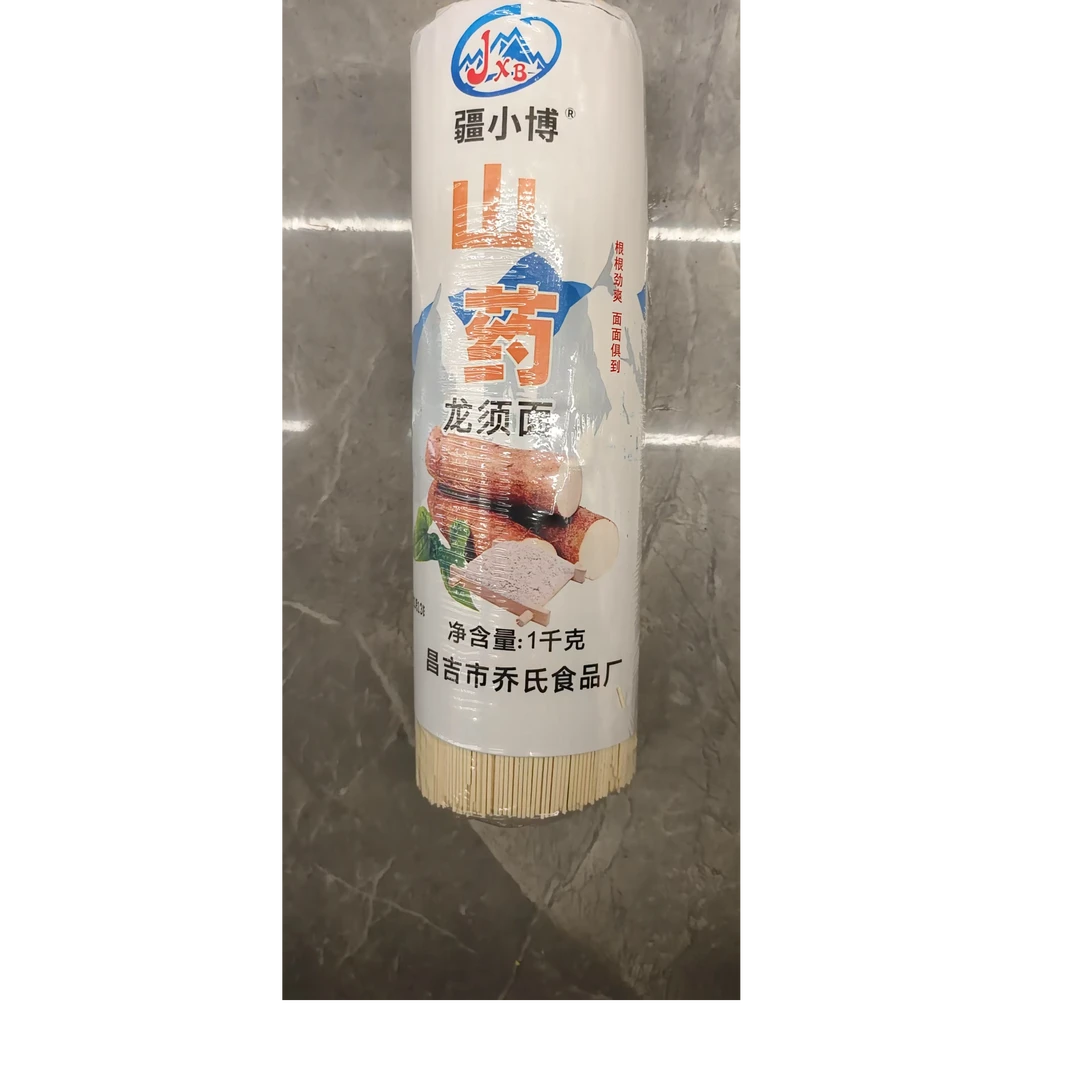 JXB
疆小博®
山
药
龙须面
根根劲爽 面面俱到
净含量:1千克
昌吉市乔氏食品厂